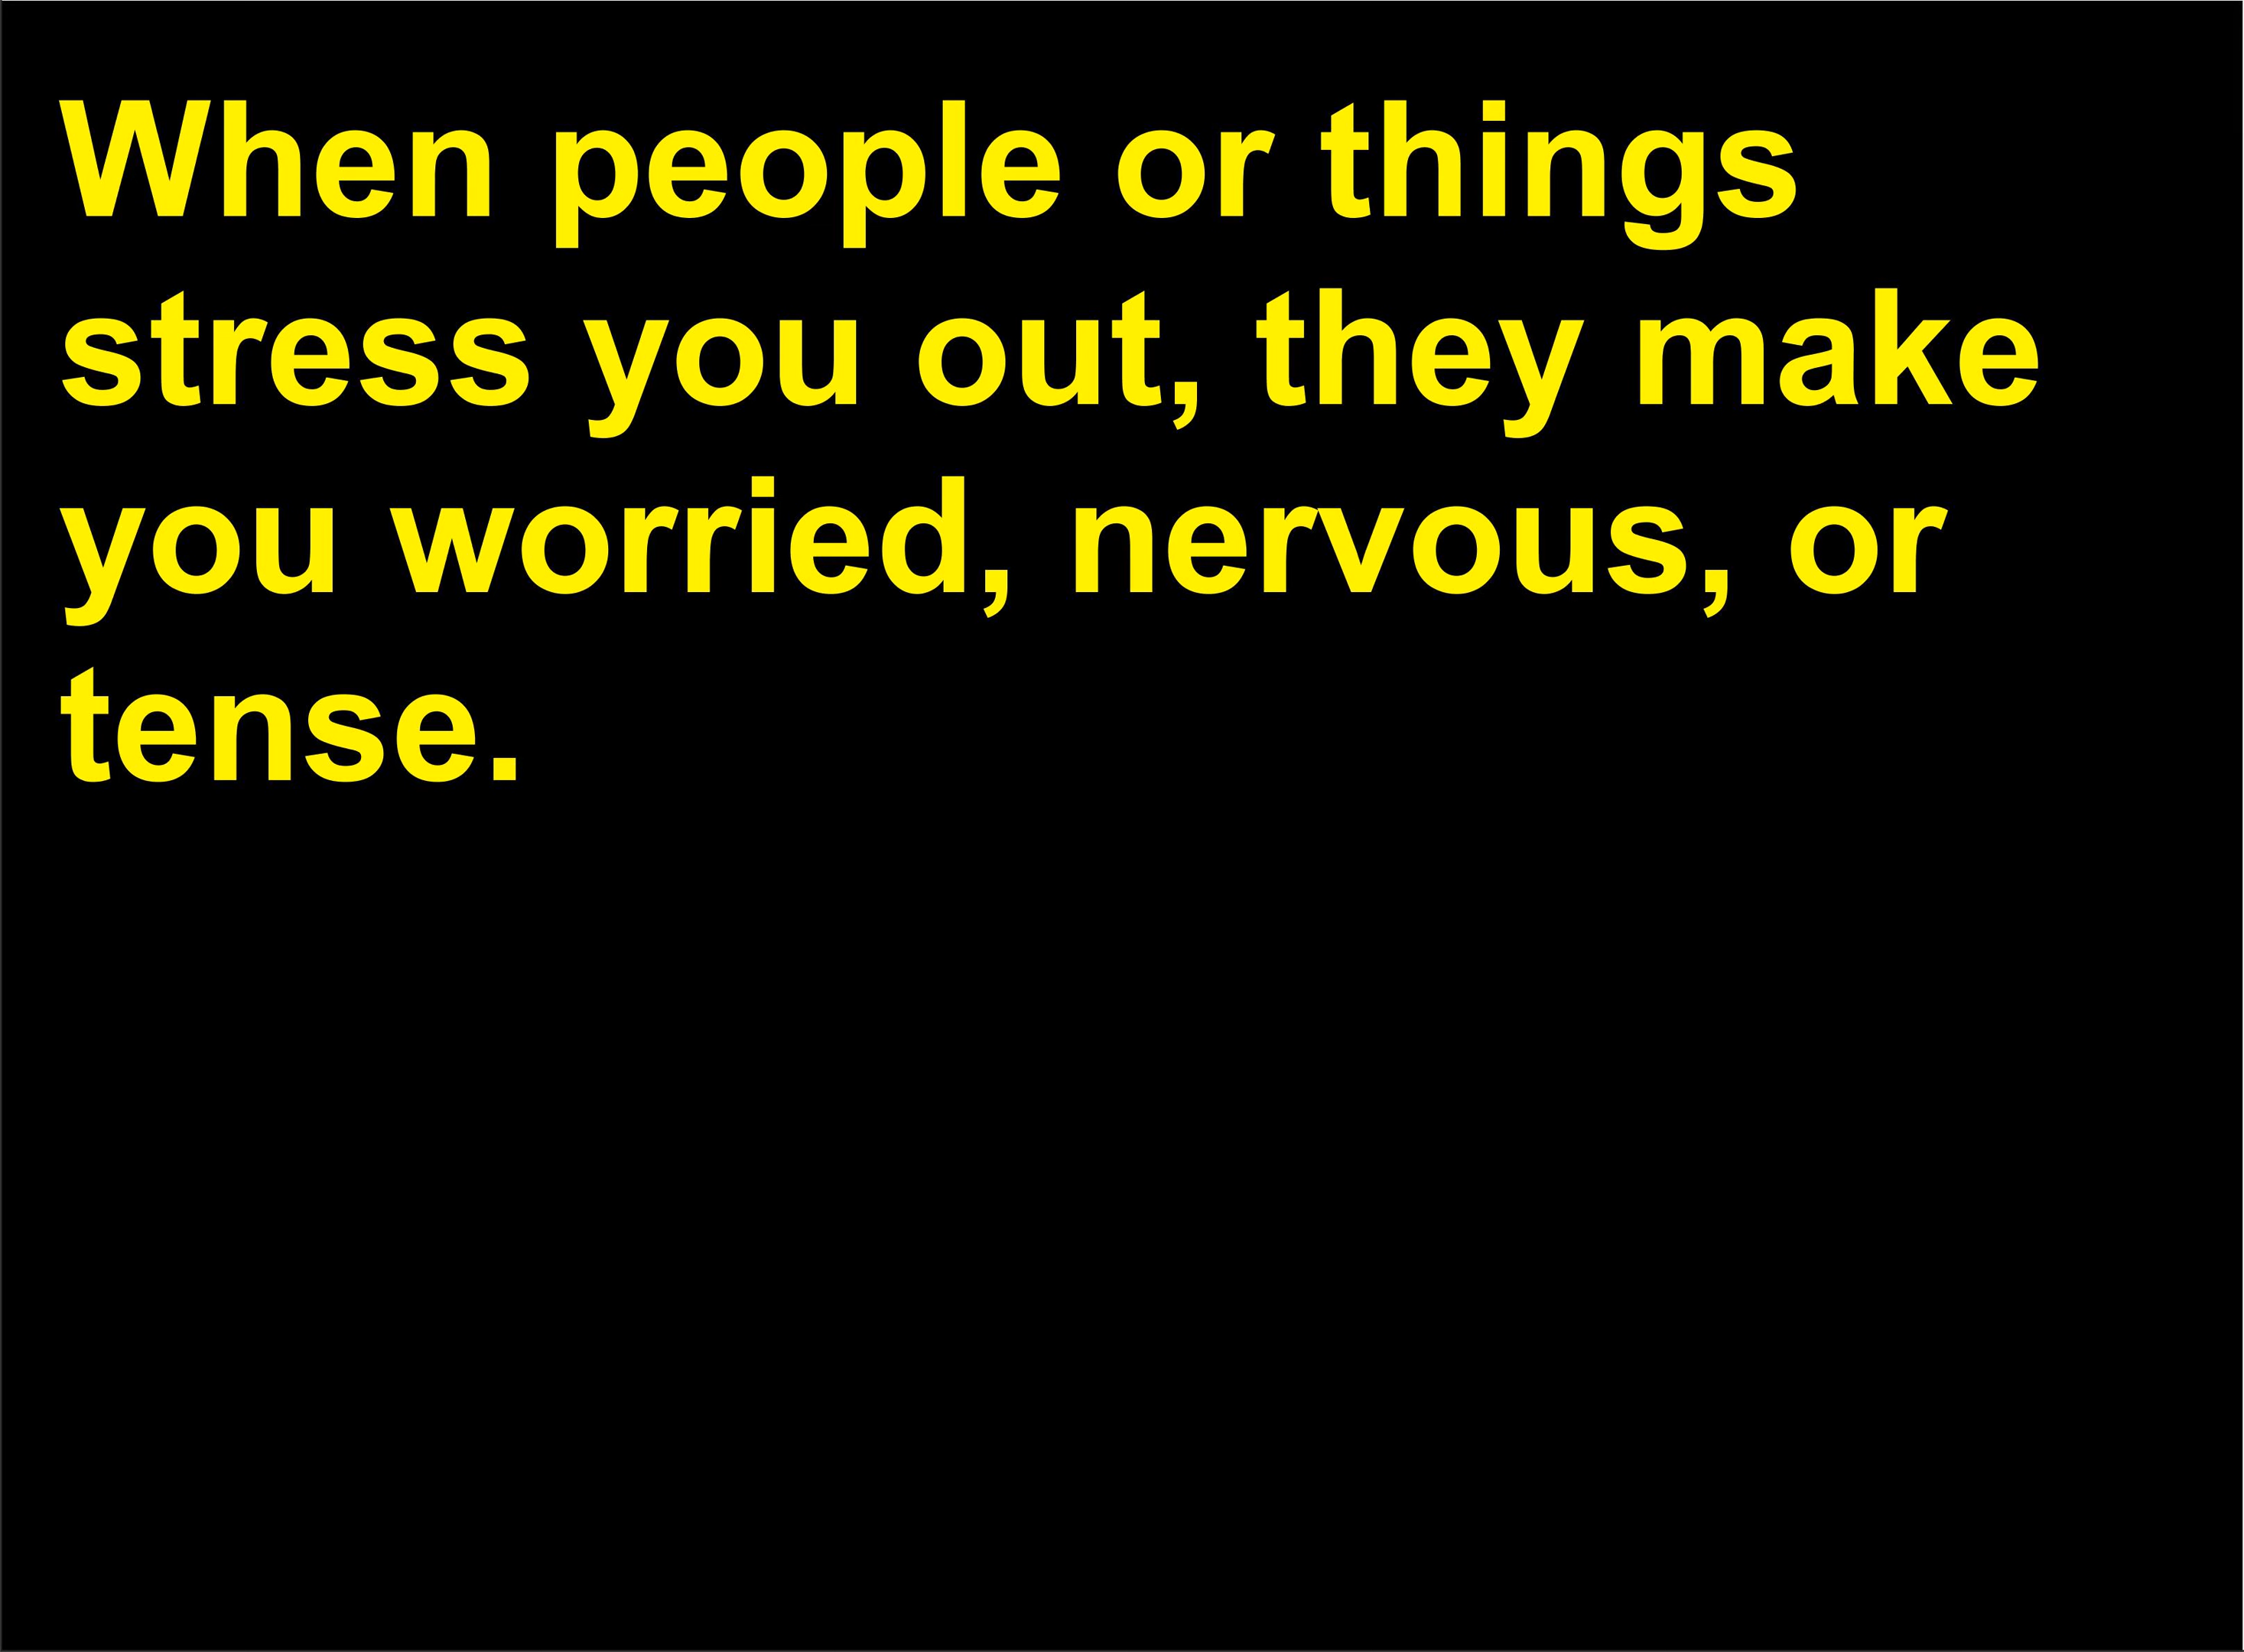 When people or things
stress you out, they make
you worried, nervous, or
tense.